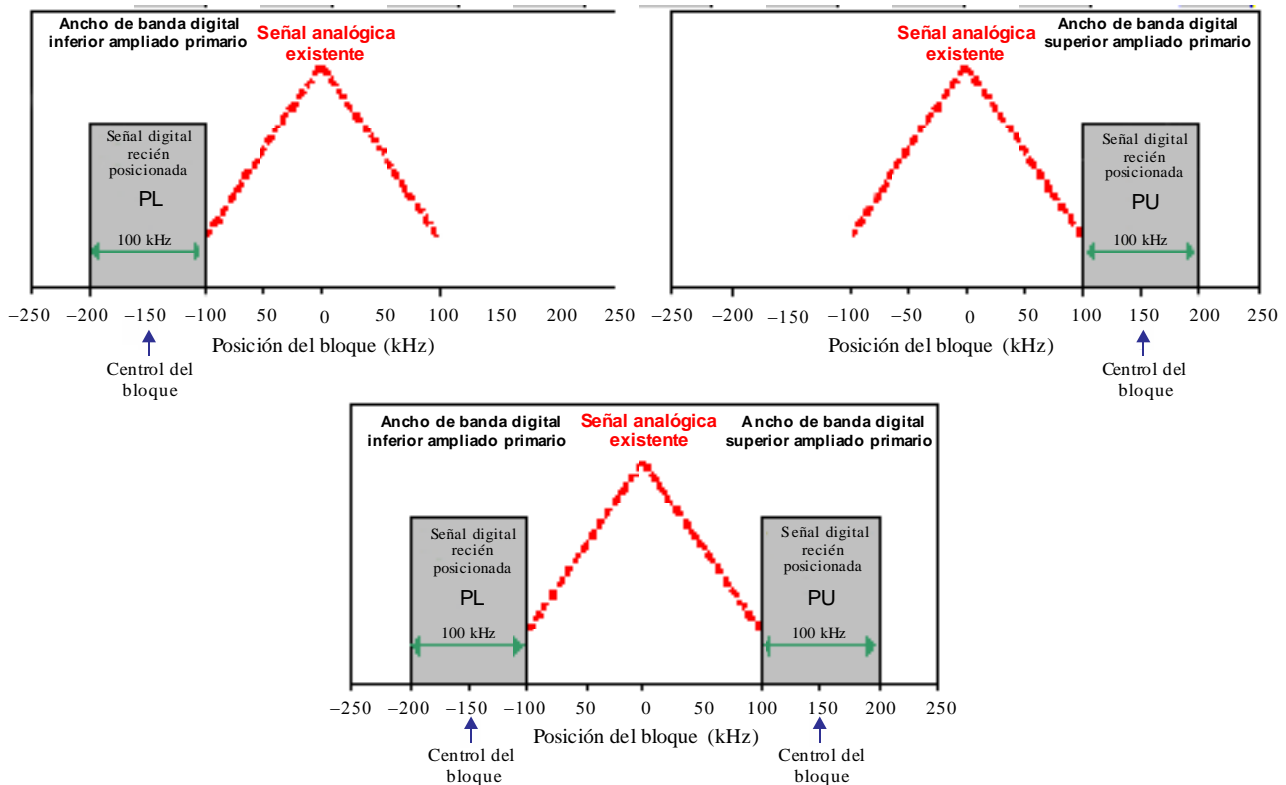 Ancho de banda digital
inferior ampliado primario
Señal analógica
existente
Señal digital
recién
posicionada
PL
100 kHz
−250 −200 −150 −100 50 0 100 150 200 250
Posición del bloque (kHz)
Centrol del
bloque
Señal analógica
existente
Ancho de banda digital
superior ampliado primario
Señal digital
recién
posicionada
PU
100 kHz
−250 −200 −150 −100 −50 0 50 100 150 200 250
Posición del bloque (kHz)
Centrol del
bloque
Ancho de banda digital
inferior ampliado primario
Señal analógica
existente
Ancho de banda digital
superior ampliado primario
Señal digital
recién
posicionada
PL
100 kHz
Señal digital
recién
posicionada
PU
100 kHz
−250 −200 −150 −100 50 0 50 100 150 200 250
Posición del bloque (kHz)
Centrol del
bloque
Centrol del
bloque